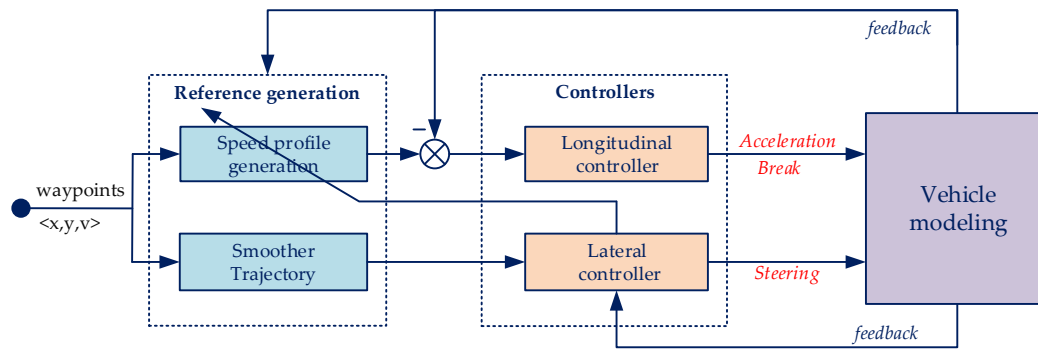 feedback
Reference generation
Controllers
Speed profile
generation
−
Longitudinal
controller
Acceleration
Break
Vehicle
modeling
waypoints
<x,y,v>
Smoother
Trajectory
Lateral
controller
Steering
feedback